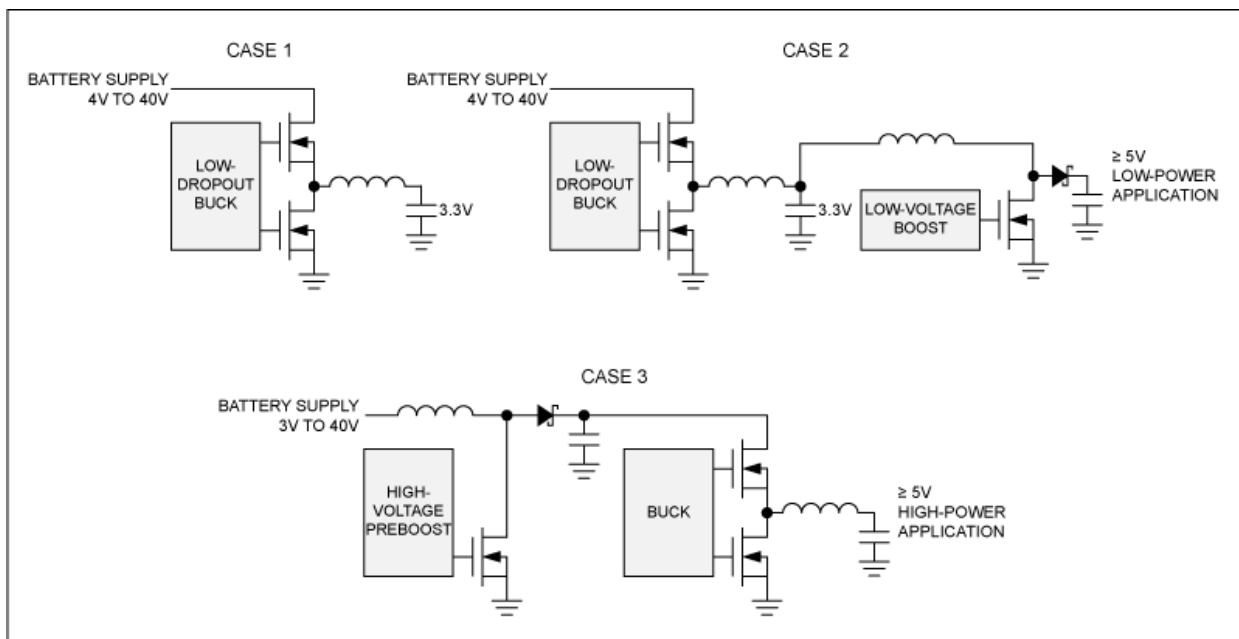 CASE 1
BATTERY SUPPLY
4V TO 40V
LOW-
DROPOUT
BUCK
3.3V
CASE 2
BATTERY SUPPLY
4V TO 40V
LOW-
DROPOUT
BUCK
3.3V
LOW-VOLTAGE
BOOST
≥ 5V
LOW-POWER
APPLICATION
CASE 3
BATTERY SUPPLY
3V TO 40V
HIGH-
VOLTAGE
PREBOOST
BUCK
≥ 5V
HIGH-POWER
APPLICATION